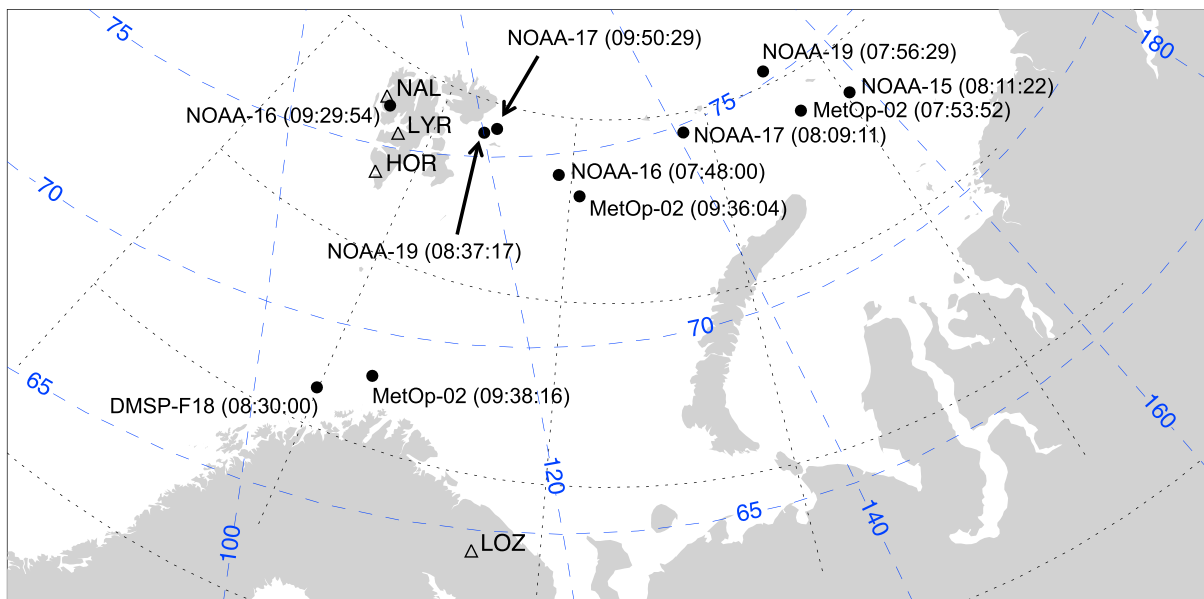 75
180
NOAA-17 (09:50:29)
NOAA-19 (07:56:29)
NAL
NOAA-15 (08:11:22)
NOAA-16 (09:29:54)
75
MetOp-02 (07:53:52)
LYR
NOAA-17 (08:09:11)
HOR
NOAA-16 (07:48:00)
70
MetOp-02 (09:36:04)
NOAA-19 (08:37:17)
70
65
MetOp-02 (09:38:16)
DMSP-F18 (08:30:00)
160
120
65
140
100
LOZ